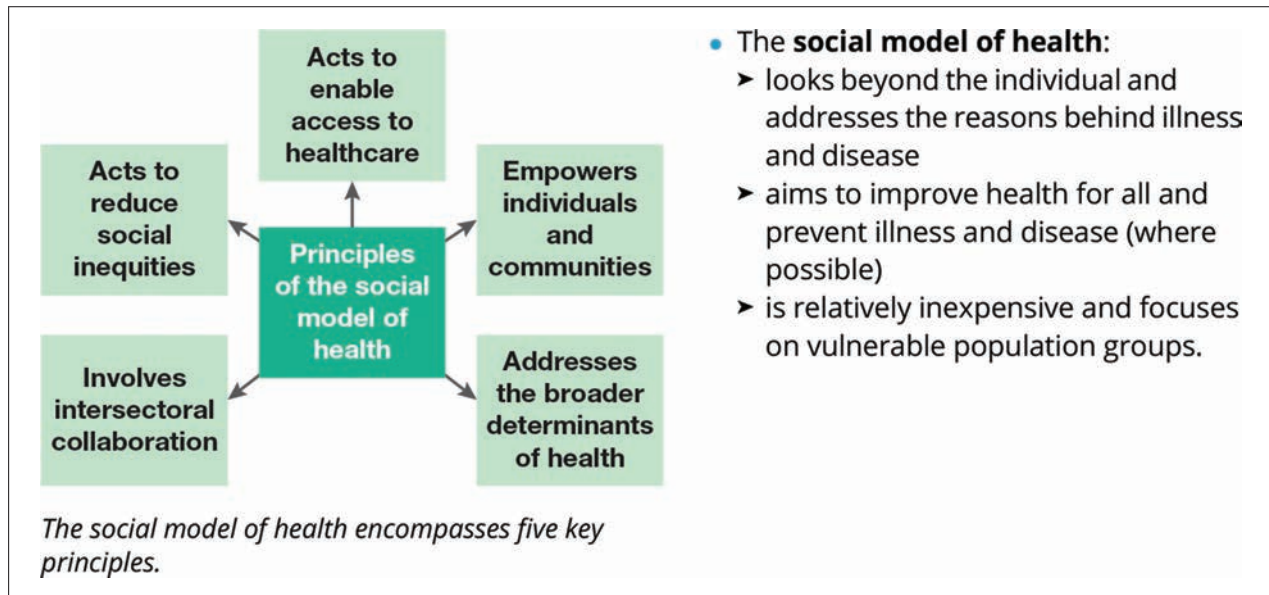 Acts to
enable
access to
healthcare
Acts to
reduce
social
inequities
Empowers
individuals
and
communities
Principles
of the social
model of
health
Involves
intersectoral
collaboration
Addresses
the broader
determinants
of health
The social model of health encompasses five key
principles.
• The social model of health:
➤ looks beyond the individual and
addresses the reasons behind illness
and disease
➤ aims to improve health for all and
prevent illness and disease (where
possible)
➤ is relatively inexpensive and focuses
on vulnerable population groups.